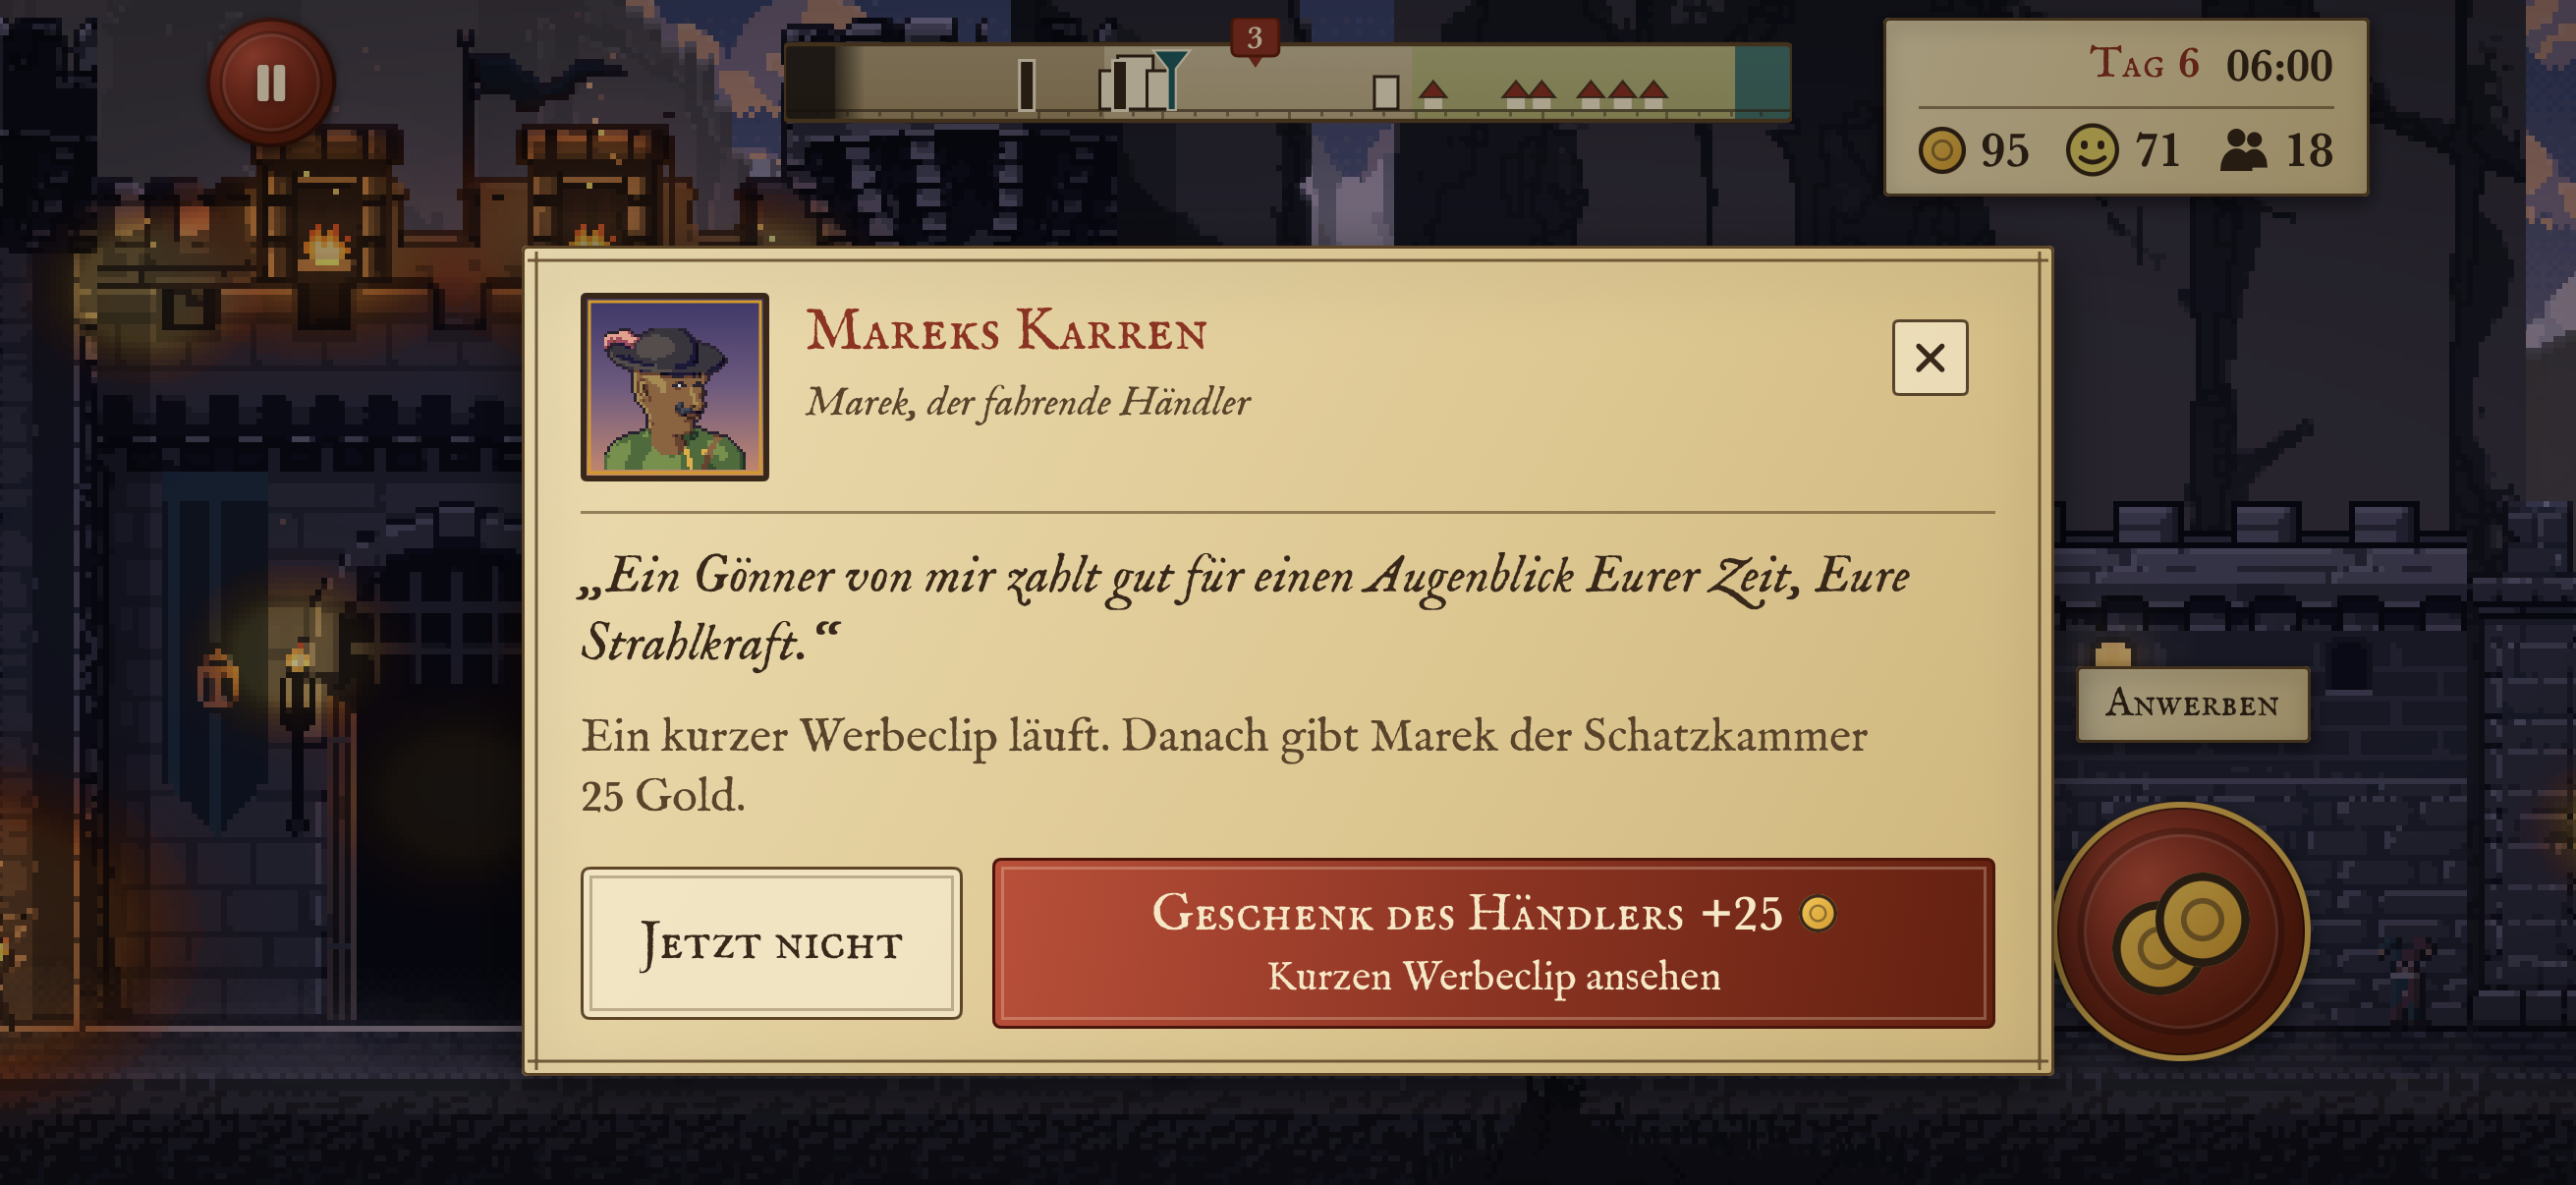 3
Tag 6 06:00
95 71 18
Mareks Karren
Marek, der fahrende Händler
„Ein Gönner von mir zahlt gut für einen Augenblick Eurer Zeit, Eure
Strahlkraft.“
Ein kurzer Werbeclip läuft. Danach gibt Marek der Schatzkammer
25 Gold.
Anwerben
Jetzt nicht
Geschenk des Händlers +25
Kurzen Werbeclip ansehen